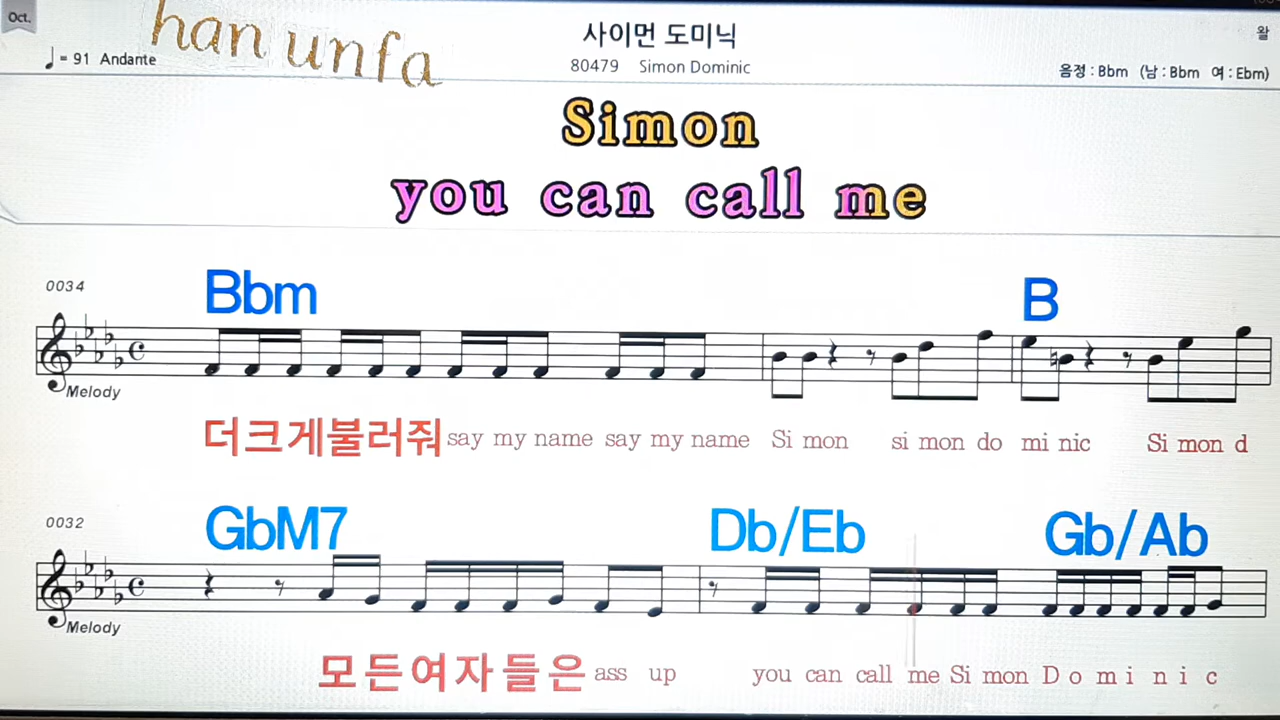 Oct.
han unfa
사이먼 도미닉
왈
♩= 91 Andante
80479 Simon Dominic
음정 : Bbm (남 : Bbm 여 : Ebm)
Simon
you can call me
0034
Bbm B
Melody
더크게불러줘 say my name say my name Si mon si mon do mi nic Si mon d
0032
GbM7 Db/Eb Gb/Ab
Melody
모든여자들은 ass up you can call me Si mon D o m i n i c